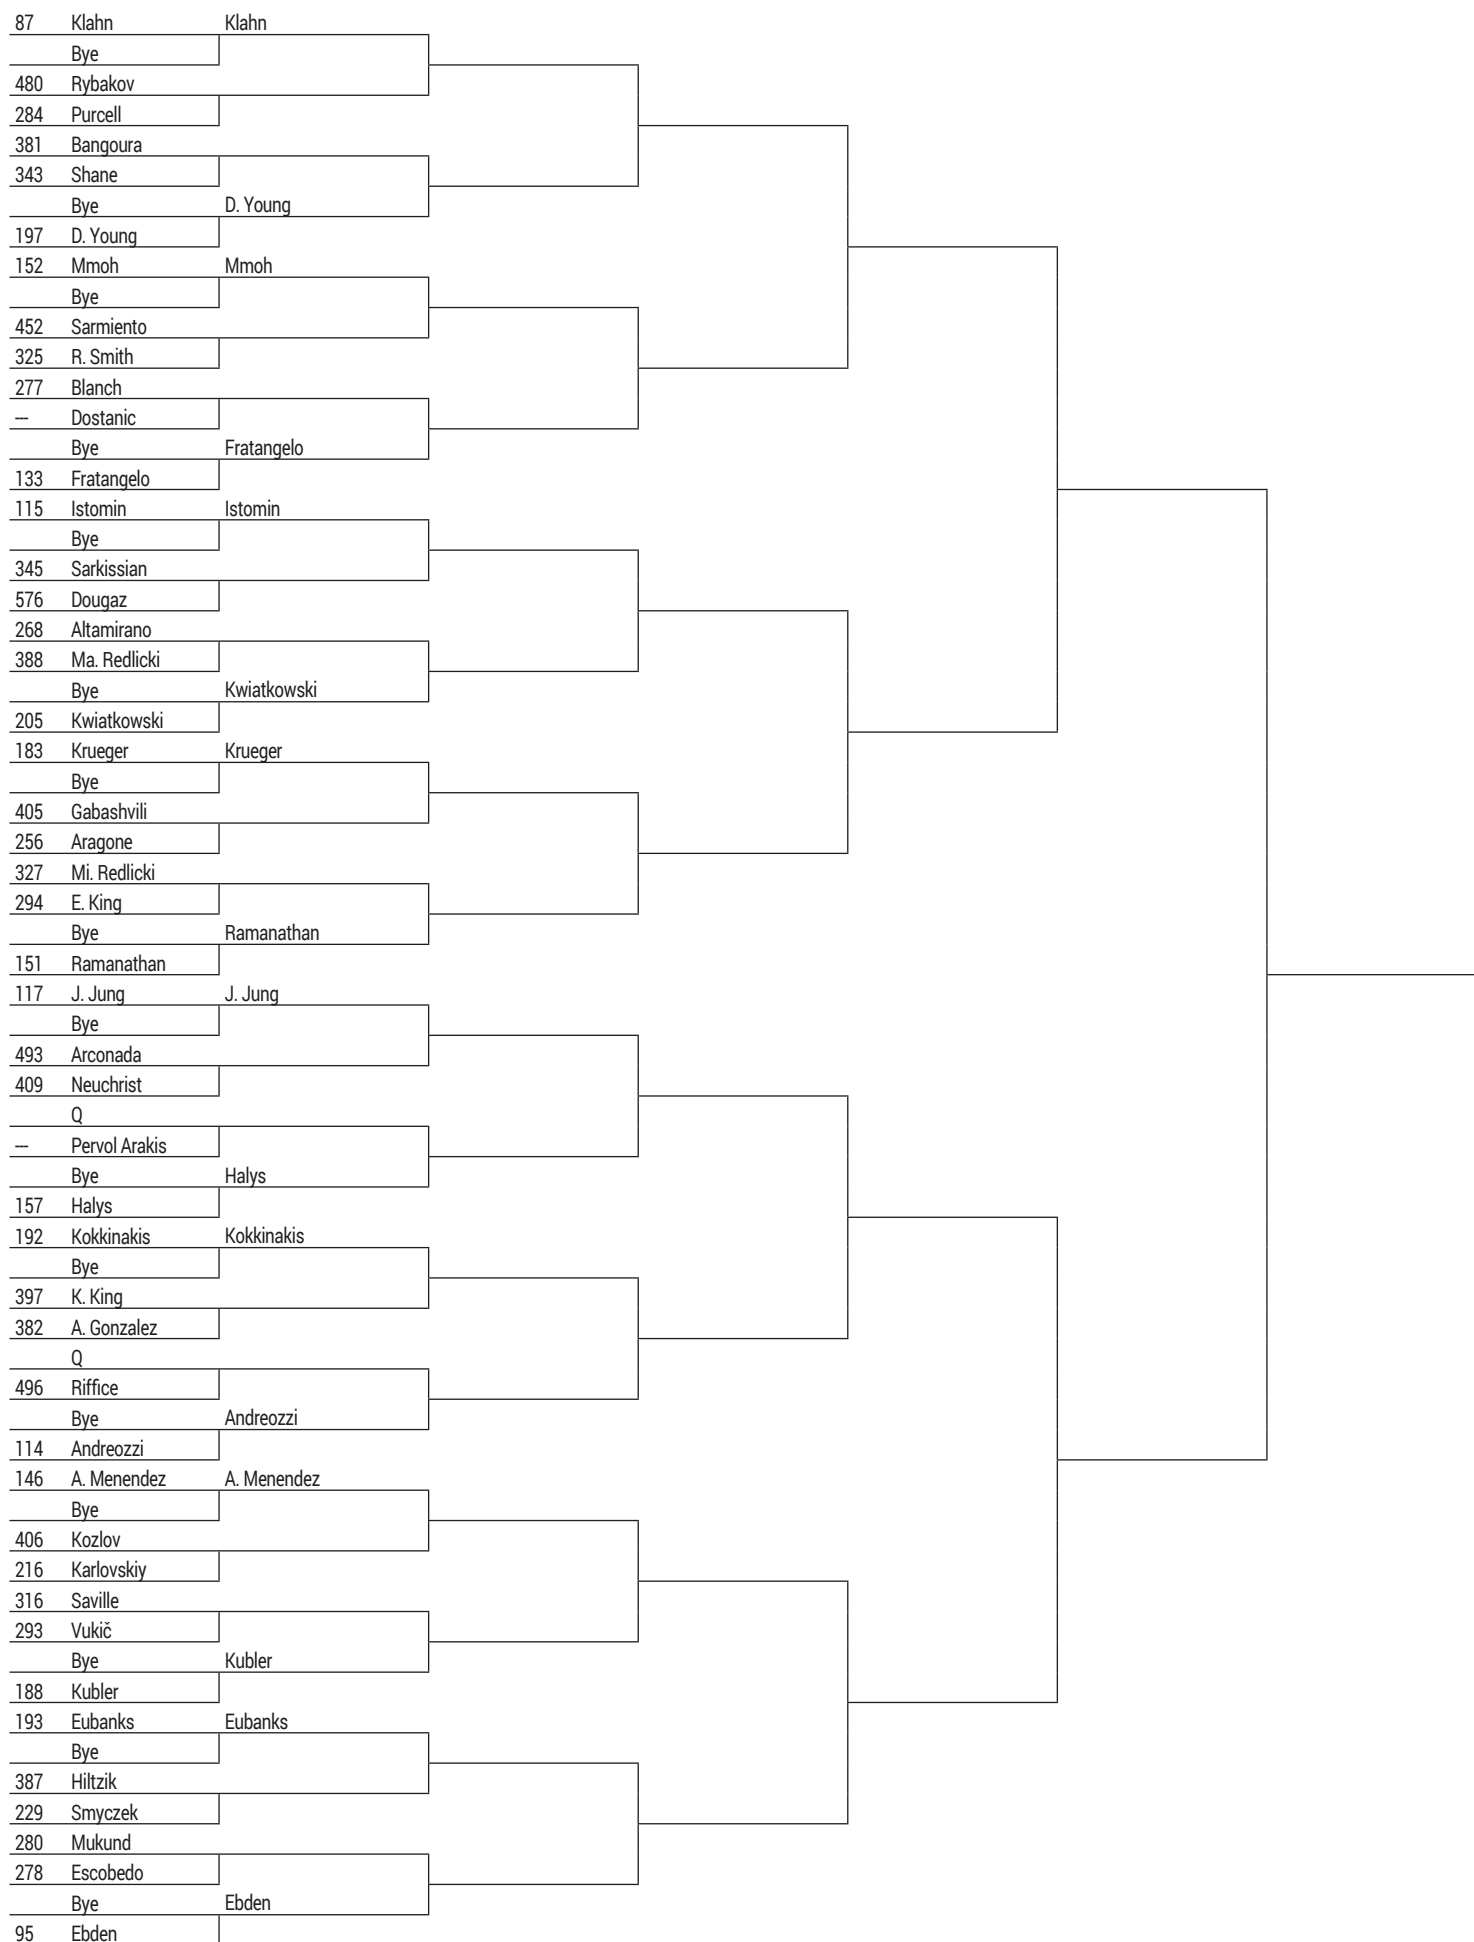 87 Klahn Klahn
Bye
480 Rybakov
284 Purcell
381 Bangoura
343 Shane
Bye D. Young
197 D. Young
152 Mmoh Mmoh
Bye
452 Sarmiento
325 R. Smith
277 Blanch
--- Dostanic
Bye Fratangelo
133 Fratangelo
115 Istomin Istomin
Bye
345 Sarkissian
576 Dougaz
268 Altamirano
388 Ma. Redlicki
Bye Kwiatkowski
205 Kwiatkowski
183 Krueger Krueger
Bye
405 Gabashvili
256 Aragone
327 Mi. Redlicki
294 E. King
Bye Ramanathan
151 Ramanathan
117 J. Jung J. Jung
Bye
493 Arconada
409 Neuchrist
Q
--- Pervol Arakis
Bye Halys
157 Halys
192 Kokkinakis Kokkinakis
Bye
397 K. King
382 A. Gonzalez
Q
496 Riffice
Bye Andreozzi
114 Andreozzi
146 A. Menendez A. Menendez
Bye
406 Kozlov
216 Karlovskiy
316 Saville
293 Vukič
Bye Kubler
188 Kubler
193 Eubanks Eubanks
Bye
387 Hiltzik
229 Smyczek
280 Mukund
278 Escobedo
Bye Ebden
95 Ebden